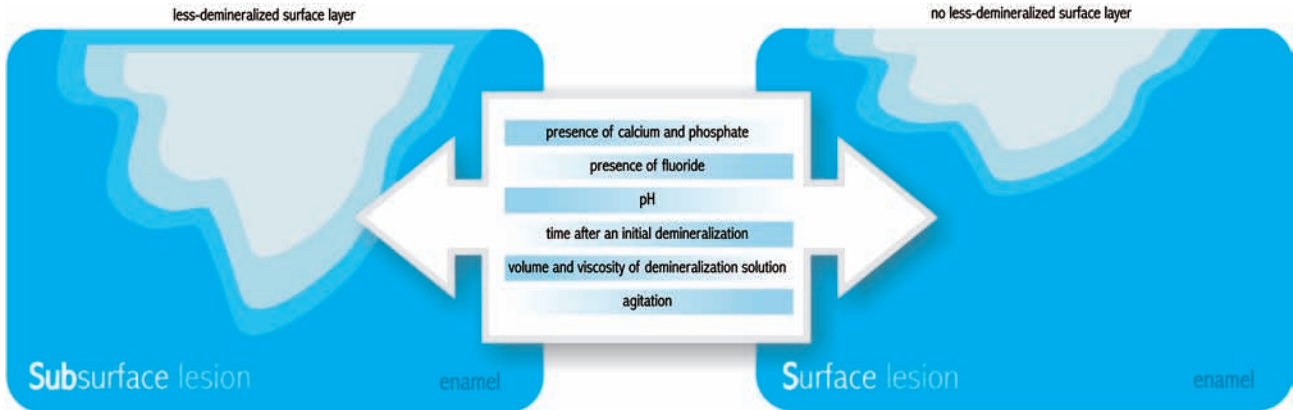 less-demineralized surface layer
no less-demineralized surface layer
presence of calcium and phosphate
presence of fluoride
pH
time after an initial demineralization
volume and viscosity of demineralization solution
agitation
Subsurface lesion
enamel
Surface lesion
enamel